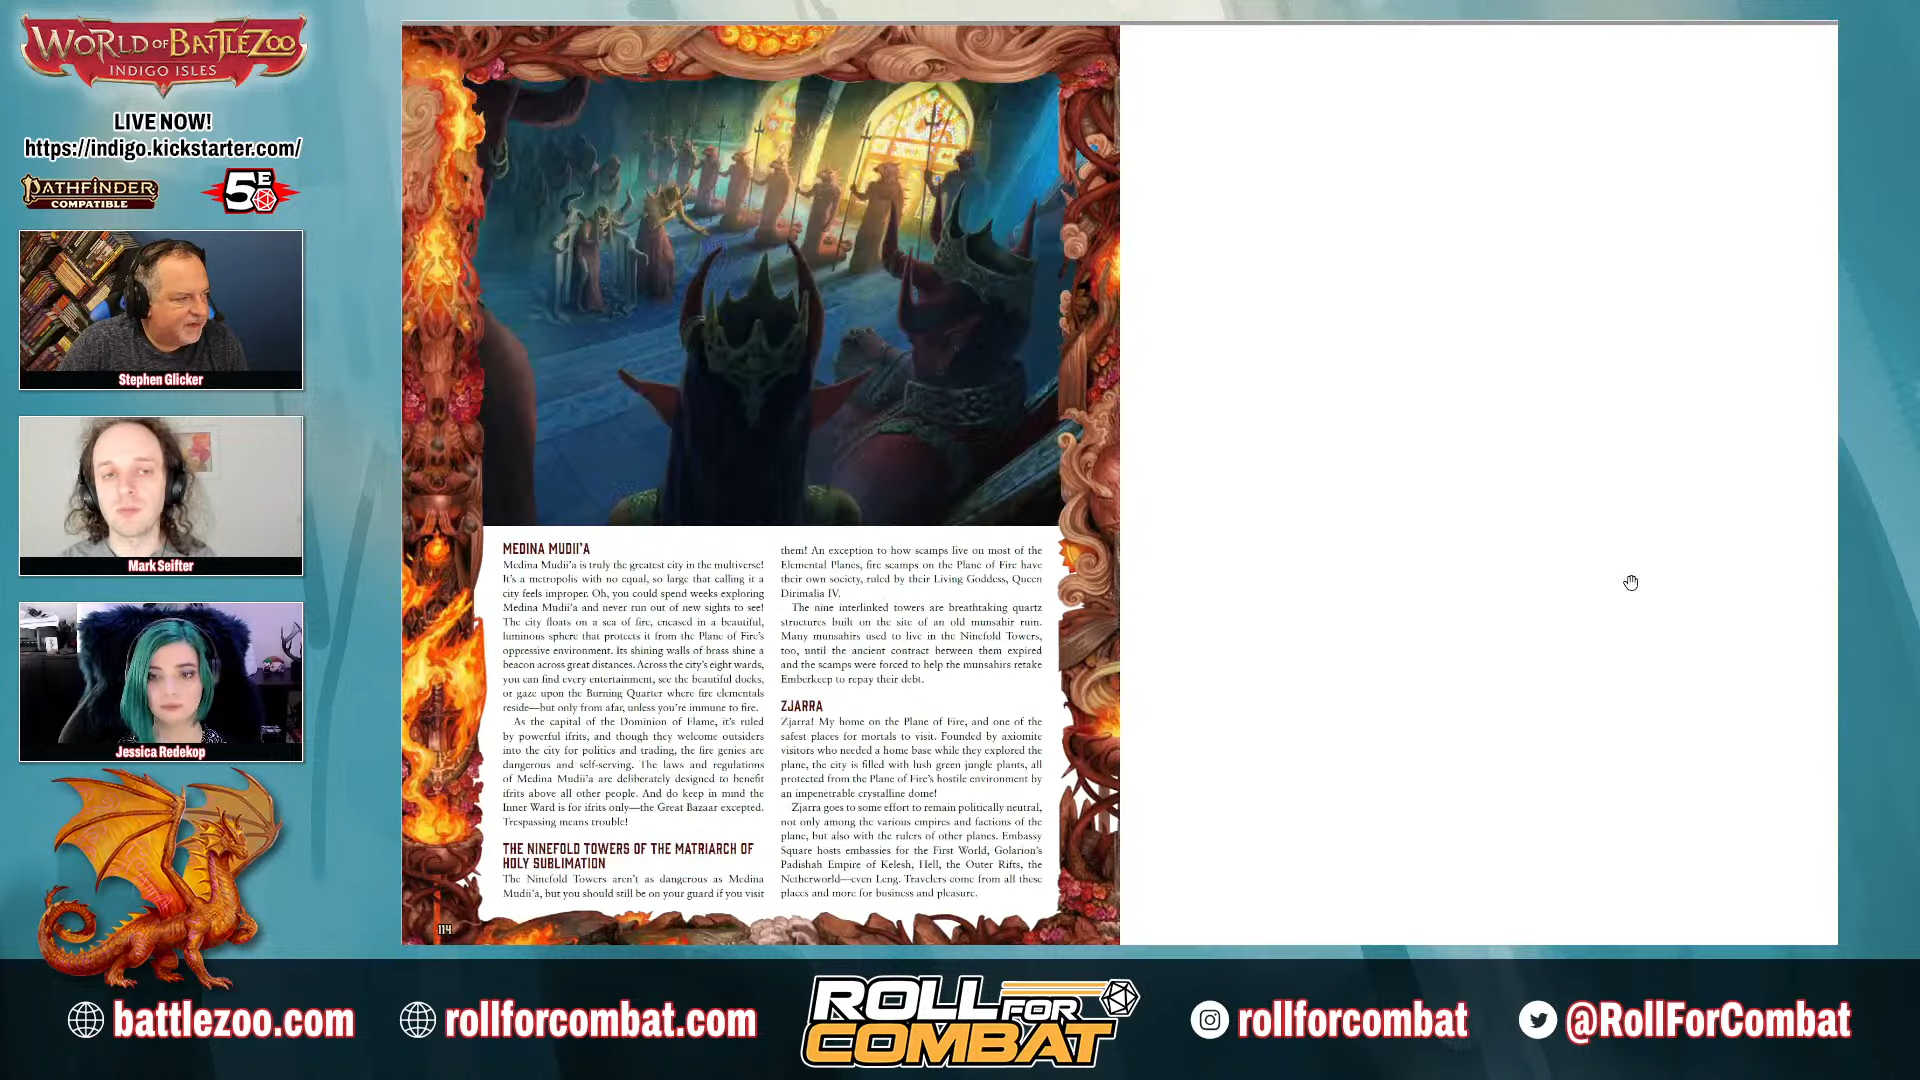 WORLD OF BATTLEZOO
INDIGO ISLES
LIVE NOW!
https://indigo.kickstarter.com/
PATHFINDER
COMPATIBLE
5E
Stephen Glicker
Mark Seifter
Jessica Redekop
MEDINA MUDII'A
Medina Mudii'a is truly the greatest city in the multiverse!
It's a metropolis with no equal, so large that calling it a
city feels improper. Oh, you could spend weeks exploring
Medina Mudii'a and never run out of new sights to see!
The city floats on a sea of fire, encased in a beautiful,
luminous sphere that protects it from the Plane of Fire's
oppressive environment. Its shining walls of brass shine a
beacon across great distances. Across the city's eight wards,
you can find every entertainment, see the beautiful docks,
or gaze upon the Burning Quarter where fire elementals
reside—but only from afar, unless you're immune to fire.
As the capital of the Dominion of Flame, it's ruled
by powerful ifrits, and though they welcome outsiders
into the city for politics and trading, the fire genies are
dangerous and self-serving. The laws and regulations
of Medina Mudii'a are deliberately designed to benefit
ifrits above all other people. And do keep in mind the
Inner Ward is for ifrits only—the Great Bazaar excepted.
Trespassing means trouble!
THE NINEFOLD TOWERS OF THE MATRIARCH OF
HOLY SUBLIMATION
The Ninefold Towers aren't as dangerous as Medina
Mudii'a, but you should still be on your guard if you visit
them! An exception to how scamps live on most of the
Elemental Planes, fire scamps on the Plane of Fire have
their own society, ruled by their Living Goddess, Queen
Dirimalia IV.
The nine interlinked towers are breathtaking quartz
structures built on the site of an old munsahir ruin.
Many munsahirs used to live in the Ninefold Towers,
too, until the ancient contract between them expired
and the scamps were forced to help the munsahirs retake
Emberkeep to repay their debt.
ZJARRA
Zjarra! My home on the Plane of Fire, and one of the
safest places for mortals to visit. Founded by axiomite
visitors who needed a home base while they explored the
plane, the city is filled with lush green jungle plants, all
protected from the Plane of Fire's hostile environment by
an impenetrable crystalline dome!
Zjarra goes to some effort to remain politically neutral,
not only among the various empires and factions of the
plane, but also with the rulers of other planes. Embassy
Square hosts embassies for the First World, Golarion's
Padishah Empire of Kelesh, Hell, the Outer Rifts, the
Netherworld—even Leng. Travelers come from all these
places and more for business and pleasure.
114
battlezoo.com
rollforcombat.com
ROLL FOR
COMBAT
rollforcombat
@RollForCombat